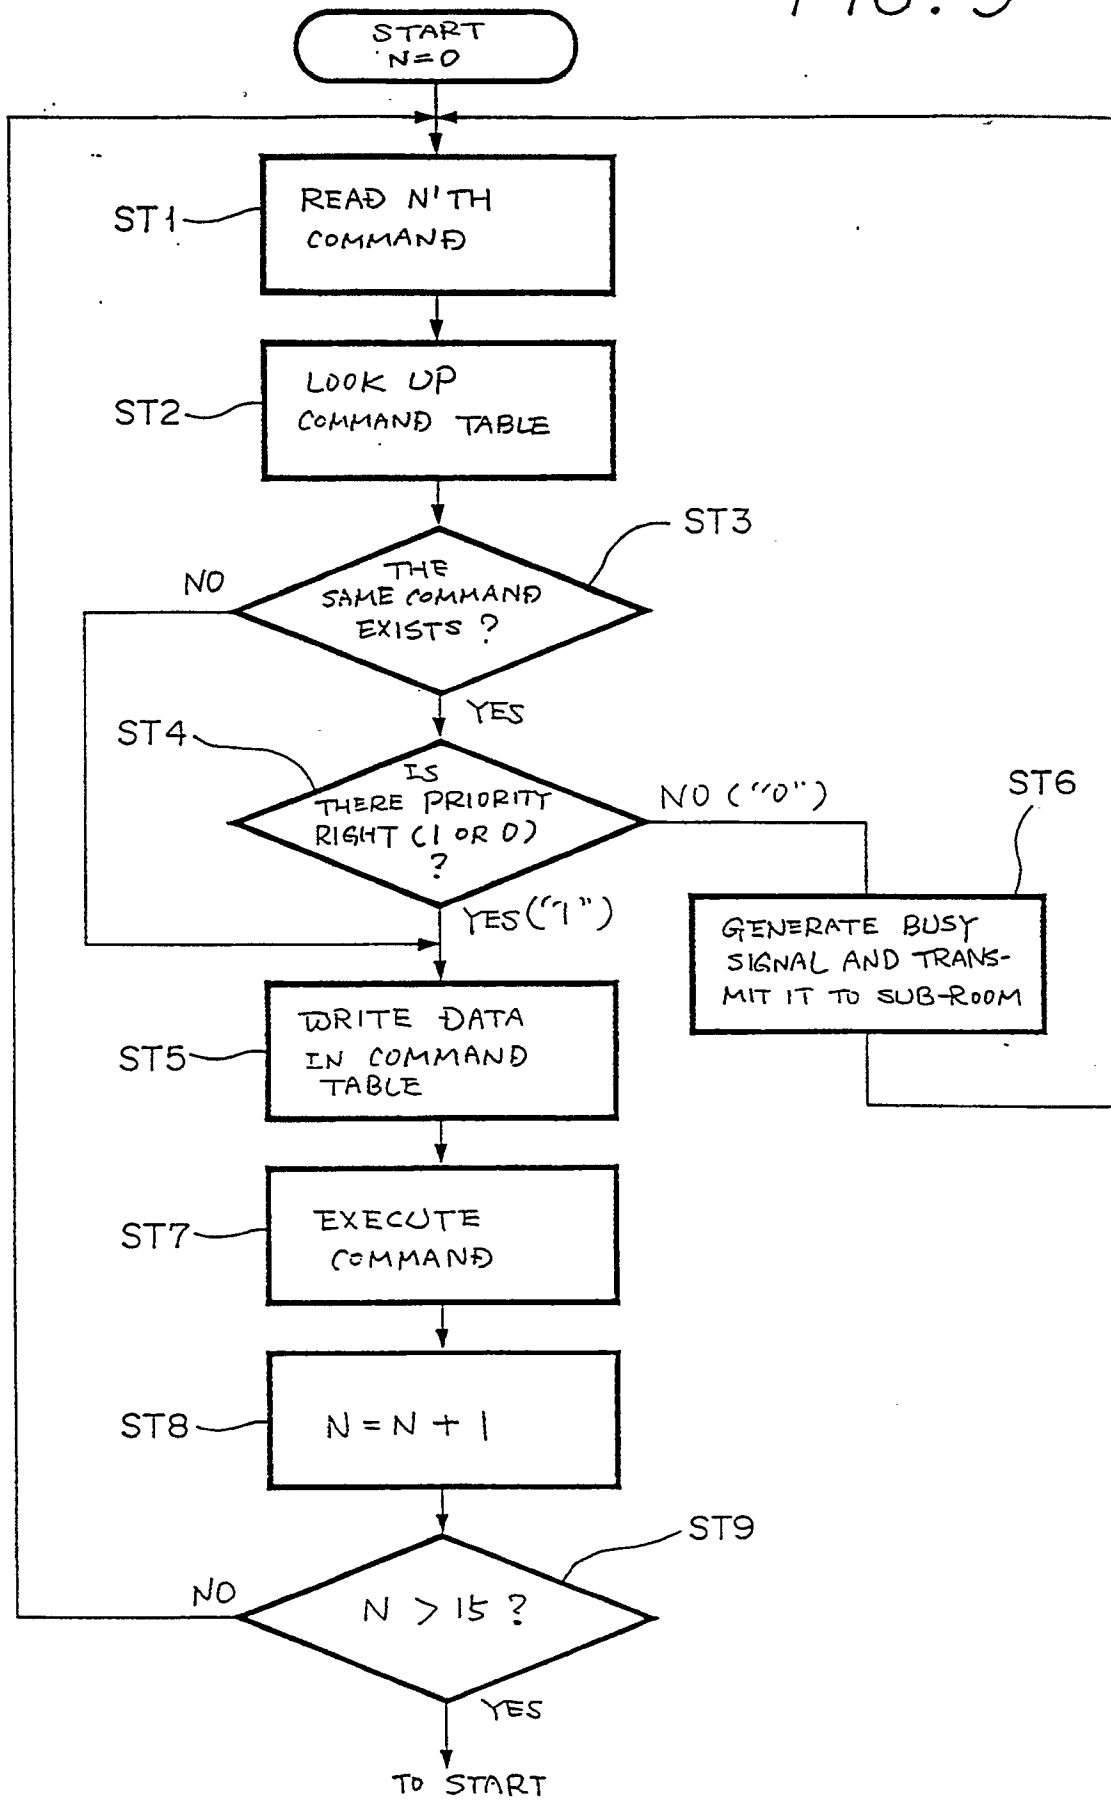 START
N=0
ST1
READ N'TH
COMMAND
ST2
LOOK UP
COMMAND TABLE
ST3
THE
SAME COMMAND
EXISTS ?
NO
YES
ST4
IS
THERE PRIORITY
RIGHT (1 OR 0)
?
NO ("0")
YES ("1")
ST6
GENERATE BUSY
SIGNAL AND TRANS-
MIT IT TO SUB-ROOM
ST5
WRITE DATA
IN COMMAND
TABLE
ST7
EXECUTE
COMMAND
ST8
N = N + 1
ST9
N > 15 ?
NO
YES
TO START